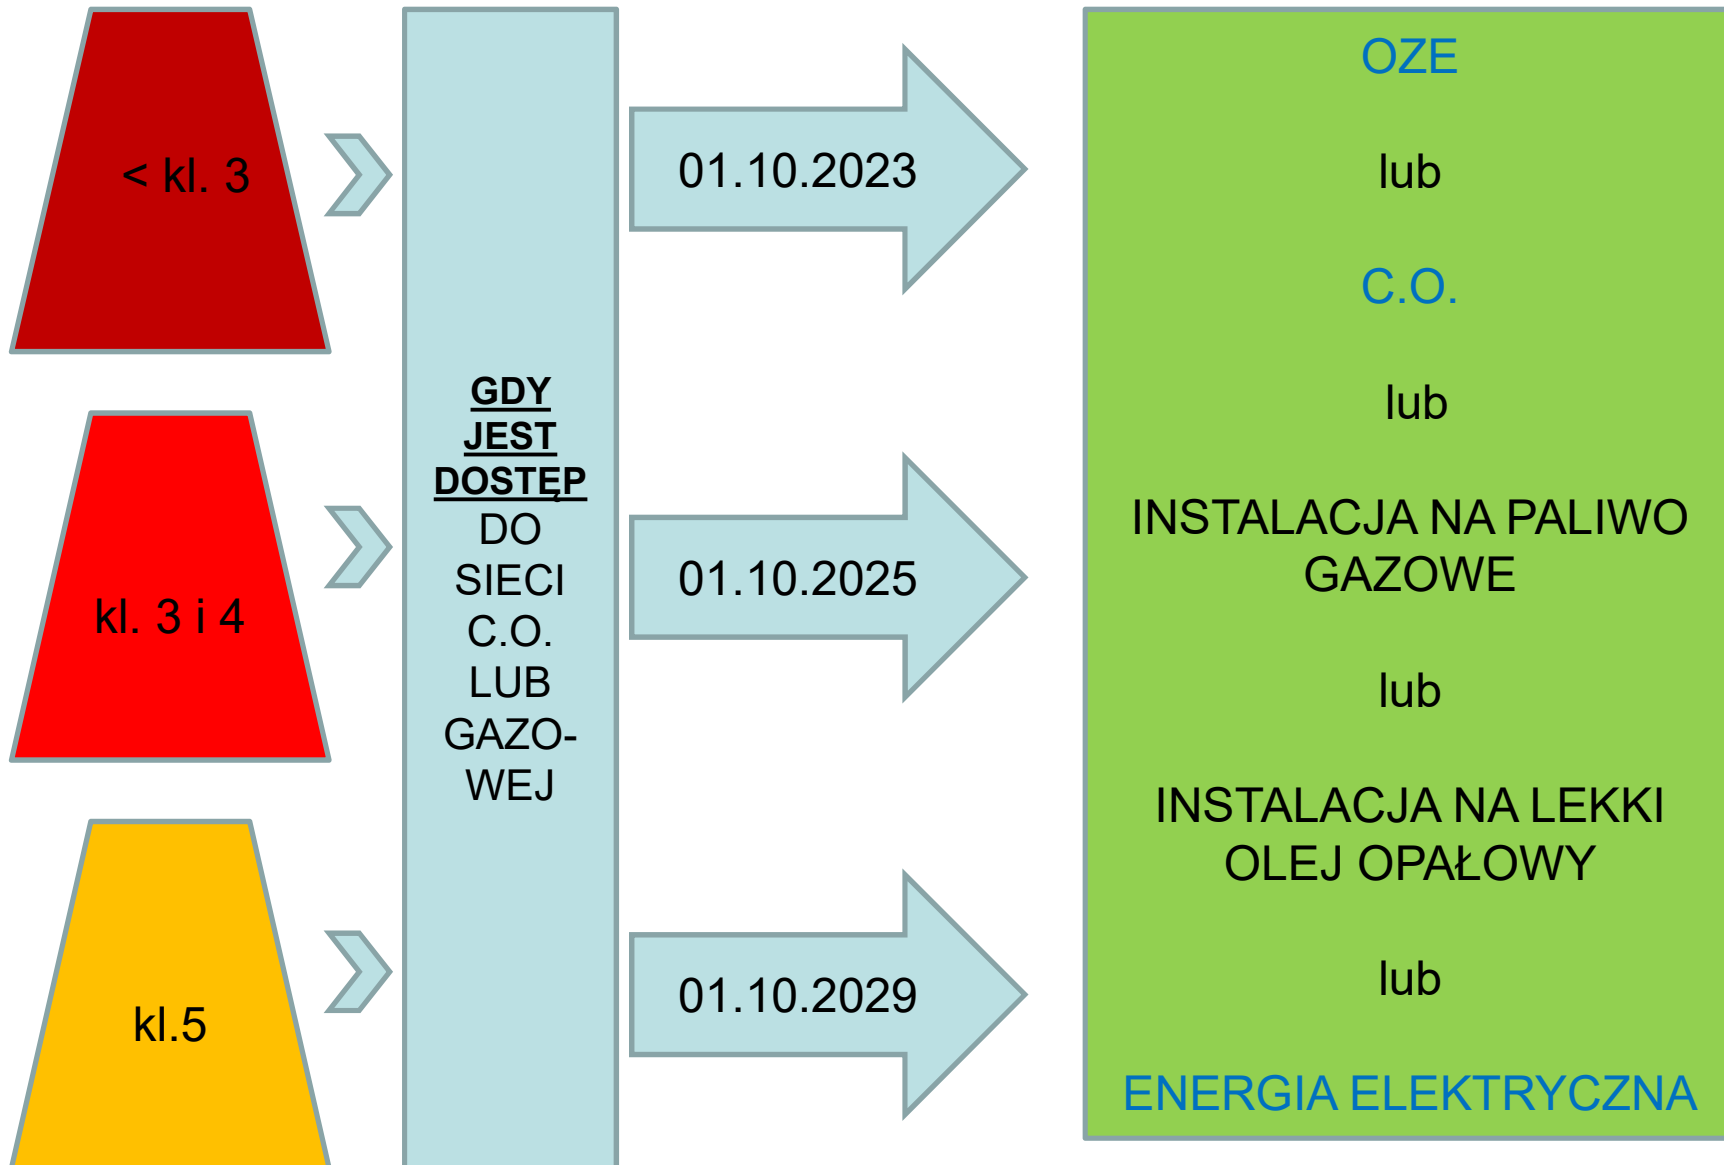 < kl. 3
kl. 3 i 4
kl.5
GDY
JEST
DOSTĘP
DO
SIECI
C.O.
LUB
GAZO-
WEJ
01.10.2023
01.10.2025
01.10.2029
OZE
lub
C.O.
lub
INSTALACJA NA PALIWO
GAZOWE
lub
INSTALACJA NA LEKKI
OLEJ OPAŁOWY
lub
ENERGIA ELEKTRYCZNA